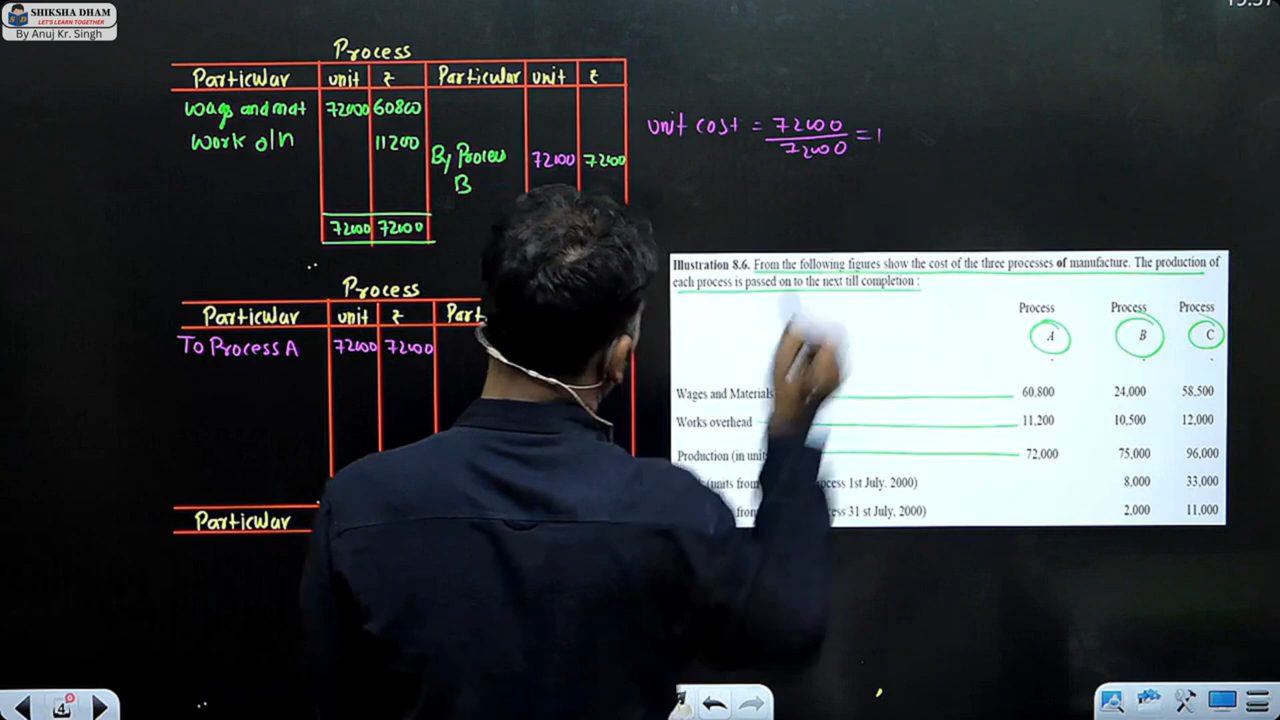 SHIKSHA DHAM
LET'S LEARN TOGETHER
By Anuj Kr. Singh
Process
Particular unit ₹ Particular unit ₹
Wags and mat 72000 60800
Work o/h 11200
By Process B 72000 72000
72000 72000
unit cost = 72000 / 72000 = 1
Process
Particular unit ₹ Part
To Process A 72000 72000
Particular
Illustration 8.6. From the following figures show the cost of the three processes of manufacture. The production of
each process is passed on to the next till completion :
Process Process Process
A B C
Wages and Materials 60,800 24,000 58,500
Works overhead 11,200 10,500 12,000
Production (in unit 72,000 75,000 96,000
(units from ess 1st July, 2000) 8,000 33,000
from ess 31 st July, 2000) 2,000 11,000
4